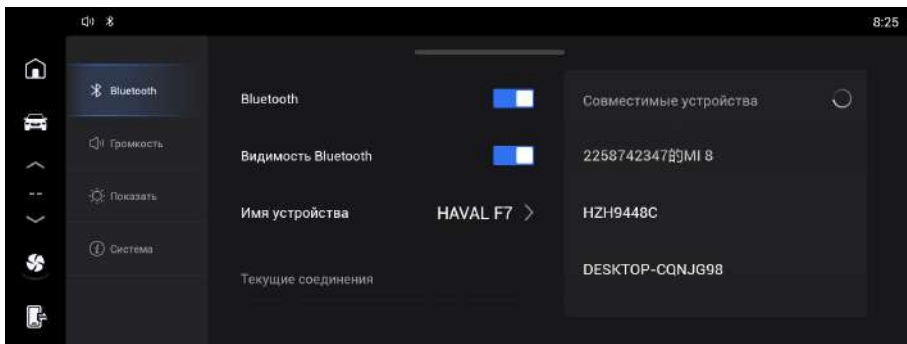 8:25
Bluetooth
Громкость
Показать
Система
Bluetooth
Видимость Bluetooth
Имя устройства
HAVAL F7
Текущие соединения
Совместимые устройства
2258742347的MI 8
HZH9448C
DESKTOP-CQNJG98
--